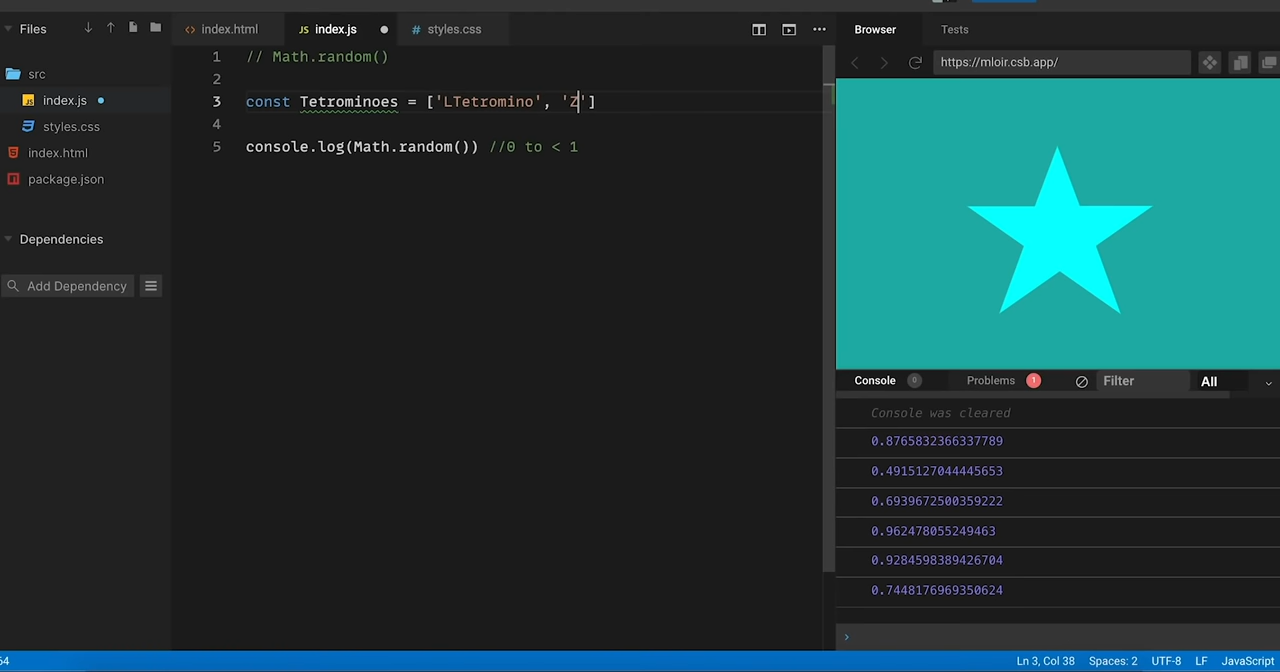 Files
index.html
JS index.js
# styles.css
Browser
Tests
https://mloir.csb.app/
src
JS index.js
styles.css
index.html
package.json
Dependencies
Add Dependency
1 // Math.random()
2
3 const Tetrominoes = ['LTetromino', 'Z']
4
5 console.log(Math.random()) //0 to < 1
Console 0
Problems 1
Filter
All
Console was cleared
0.8765832366337789
0.4915127044445653
0.6939672500359222
0.962478055249463
0.9284598389426704
0.7448176969350624
64
Ln 3, Col 38 Spaces: 2 UTF-8 LF JavaScript